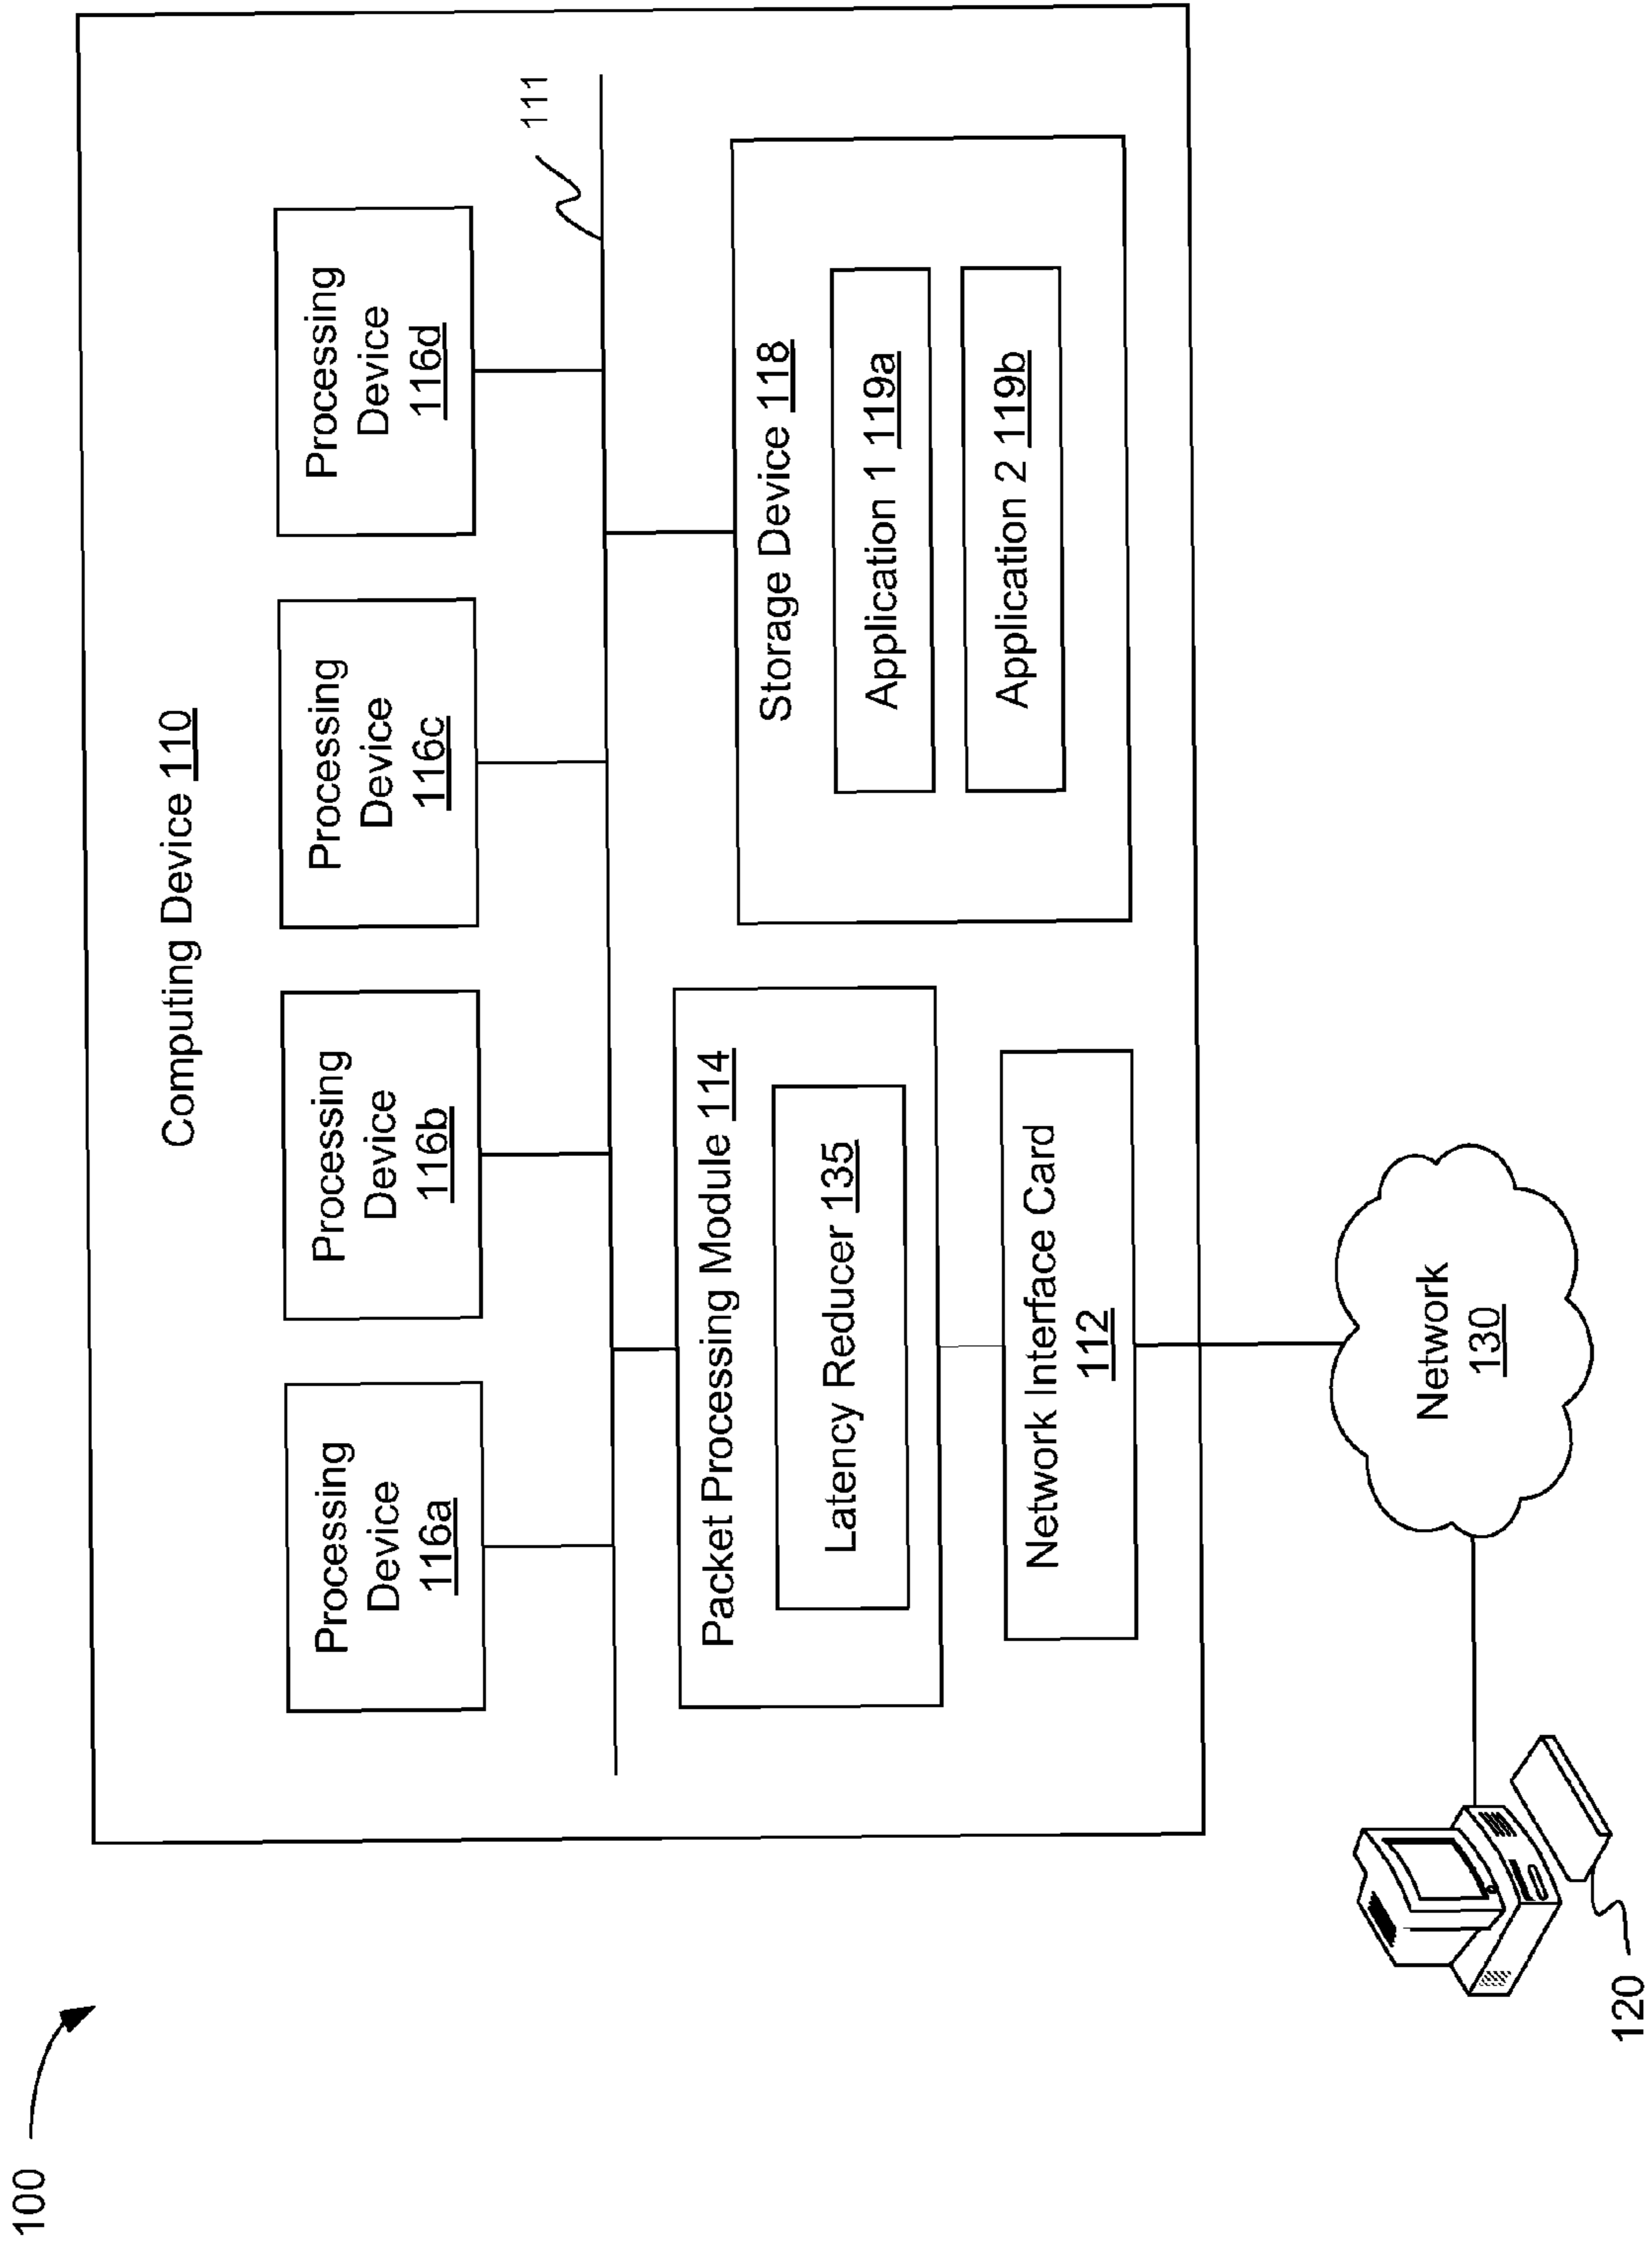 100
Computing Device 110
Processing
Device
116a
Processing
Device
116b
Processing
Device
116c
Processing
Device
116d
111
Packet Processing Module 114
Latency Reducer 135
Storage Device 118
Application 1 119a
Application 2 119b
Network Interface Card
112
Network
130
120